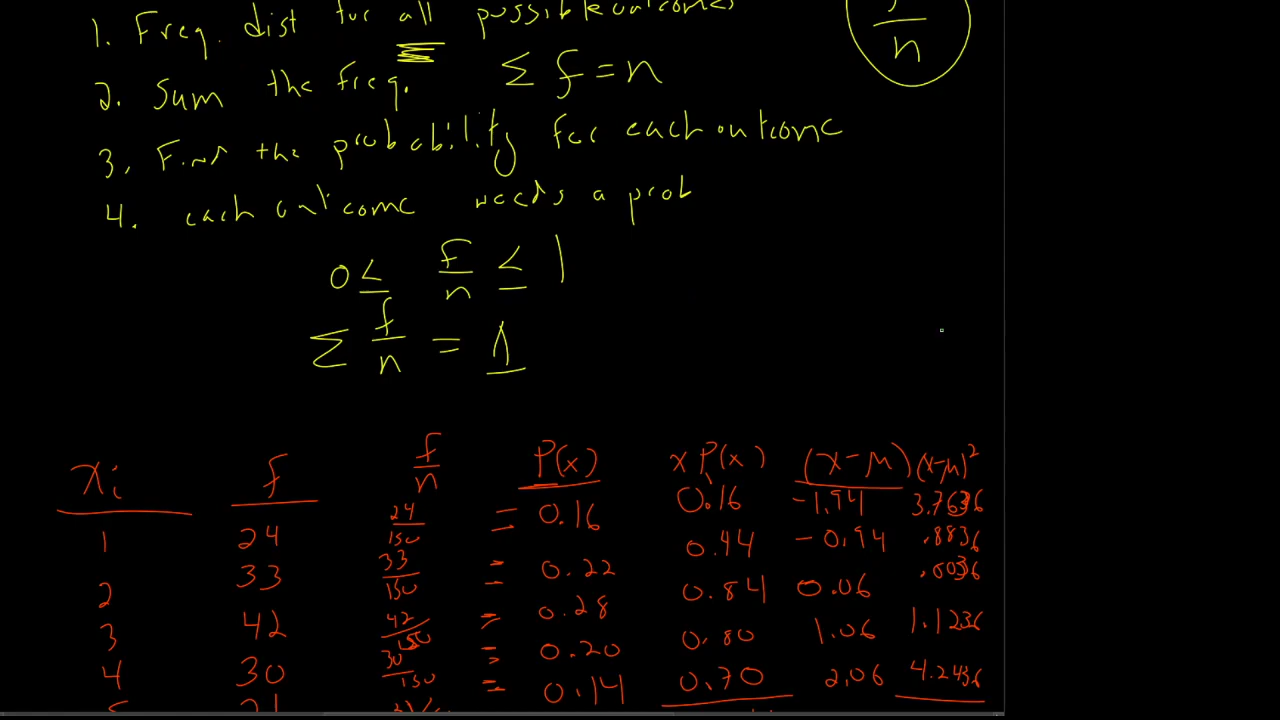 1. Freq. dist for all possible outcomes
n
2. Sum the freq. Σ f = n
3. Find the probability for each outcome
4. each outcome needs a prob
0 ≤ f/n ≤ 1
Σ f/n = 1
xi f f/n P(x) x P(x) (x-μ) (x-μ)²
1 24 24/150 = 0.16 0.16 -1.94 3.7636
2 33 33/150 = 0.22 0.44 -0.94 .8836
3 42 42/150 = 0.28 0.84 0.06 .0036
4 30 30/150 = 0.20 0.80 1.06 1.1236
= 0.14 0.70 2.06 4.2436